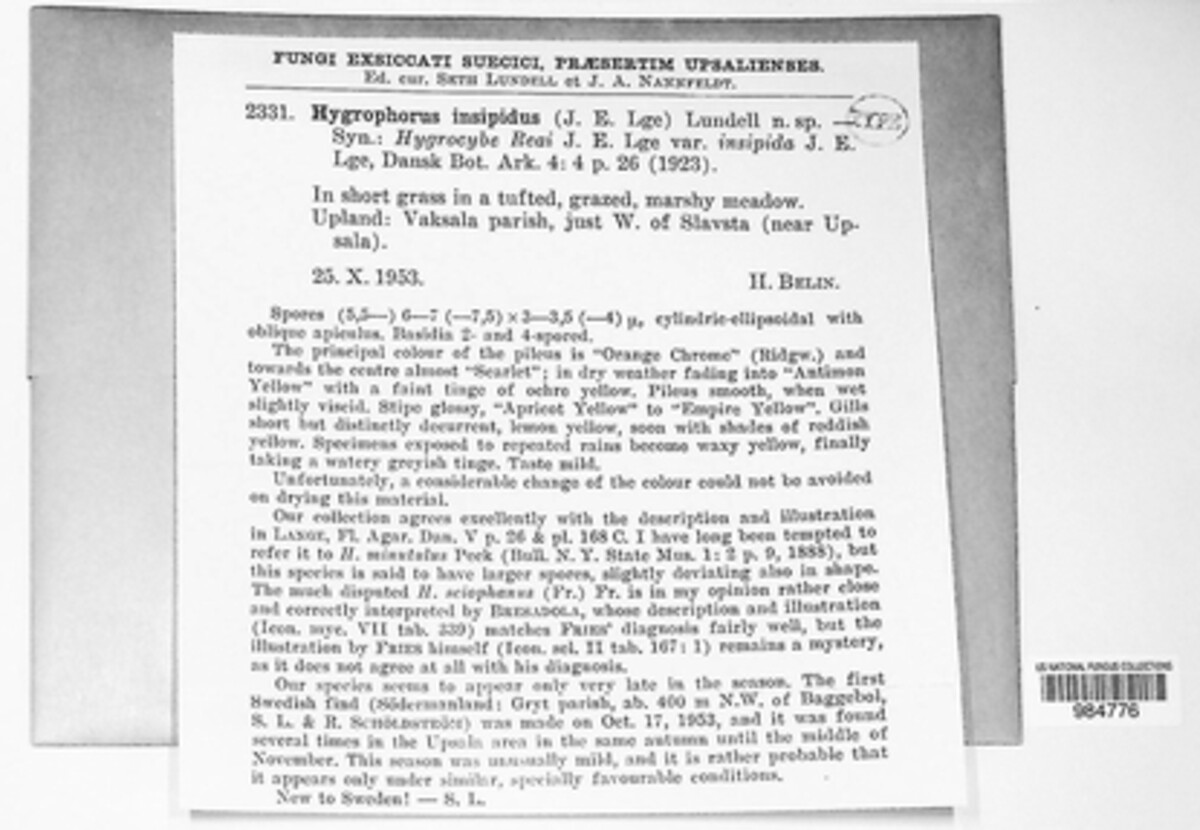 FUNGI EXSICCATI SUECICI, PRÆSERTIM UPSALIENSES.
Ed. cur. SETH LUNDELL et J. A. NANNFELDT.
2331. Hygrophorus insipidus (J. E. Lge) Lundell n. sp. —
TYPE
Syn.: Hygrocybe Reai J. E. Lge var. insipida J. E.
Lge, Dansk Bot. Ark. 4: 4 p. 26 (1923).
In short grass in a tufted, grazed, marshy meadow.
Upland: Vaksala parish, just W. of Slavsta (near Up-
sala).
25. X. 1953. H. BELIN.
Spores (5,5—) 6—7 (—7,5) × 3—3,5 (—4) μ, cylindric-ellipsoidal with
oblique apiculus. Basidia 2- and 4-spored.
The principal colour of the pileus is "Orange Chrome" (Ridgw.) and
towards the centre almost "Scarlet"; in dry weather fading into "Antimon
Yellow" with a faint tinge of ochre yellow. Pileus smooth, when wet
slightly viscid. Stipe glossy, "Apricot Yellow" to "Empire Yellow". Gills
short but distinctly decurrent, lemon yellow, soon with shades of reddish
yellow. Specimens exposed to repeated rains become waxy yellow, finally
taking a watery greyish tinge. Taste mild.
Unfortunately, a considerable change of the colour could not be avoided
on drying this material.
Our collection agrees excellently with the description and illustration
in LANGE, Fl. Agar. Dan. V p. 26 & pl. 168 C. I have long been tempted to
refer it to H. minutulus Peck (Bull. N. Y. State Mus. 1: 2 p. 9, 1888), but
this species is said to have larger spores, slightly deviating also in shape.
The much disputed H. sciophanus (Fr.) Fr. is in my opinion rather close
and correctly interpreted by BRESADOLA, whose description and illustration
(Icon. myc. VII tab. 339) matches FRIES' diagnosis fairly well, but the
illustration by FRIES himself (Icon. sel. II tab. 167: 1) remains a mystery,
as it does not agree at all with his diagnosis.
Our species seems to appear only very late in the season. The first
Swedish find (Södermanland: Gryt parish, ab. 400 m N.W. of Baggebol,
S. L. & R. SCHÖLDSTRÖM) was made on Oct. 17, 1953, and it was found
several times in the Upsala area in the same autumn until the middle of
November. This season was unusually mild, and it is rather probable that
it appears only under similar, specially favourable conditions.
New to Sweden! — S. L.
US NATIONAL FUNGUS COLLECTIONS
984776